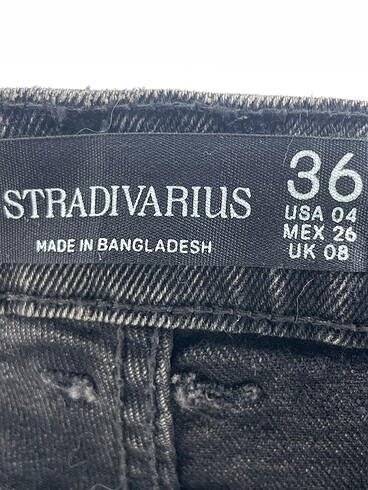 STRADIVARIUS
MADE IN BANGLADESH
36
USA 04
MEX 26
UK 08